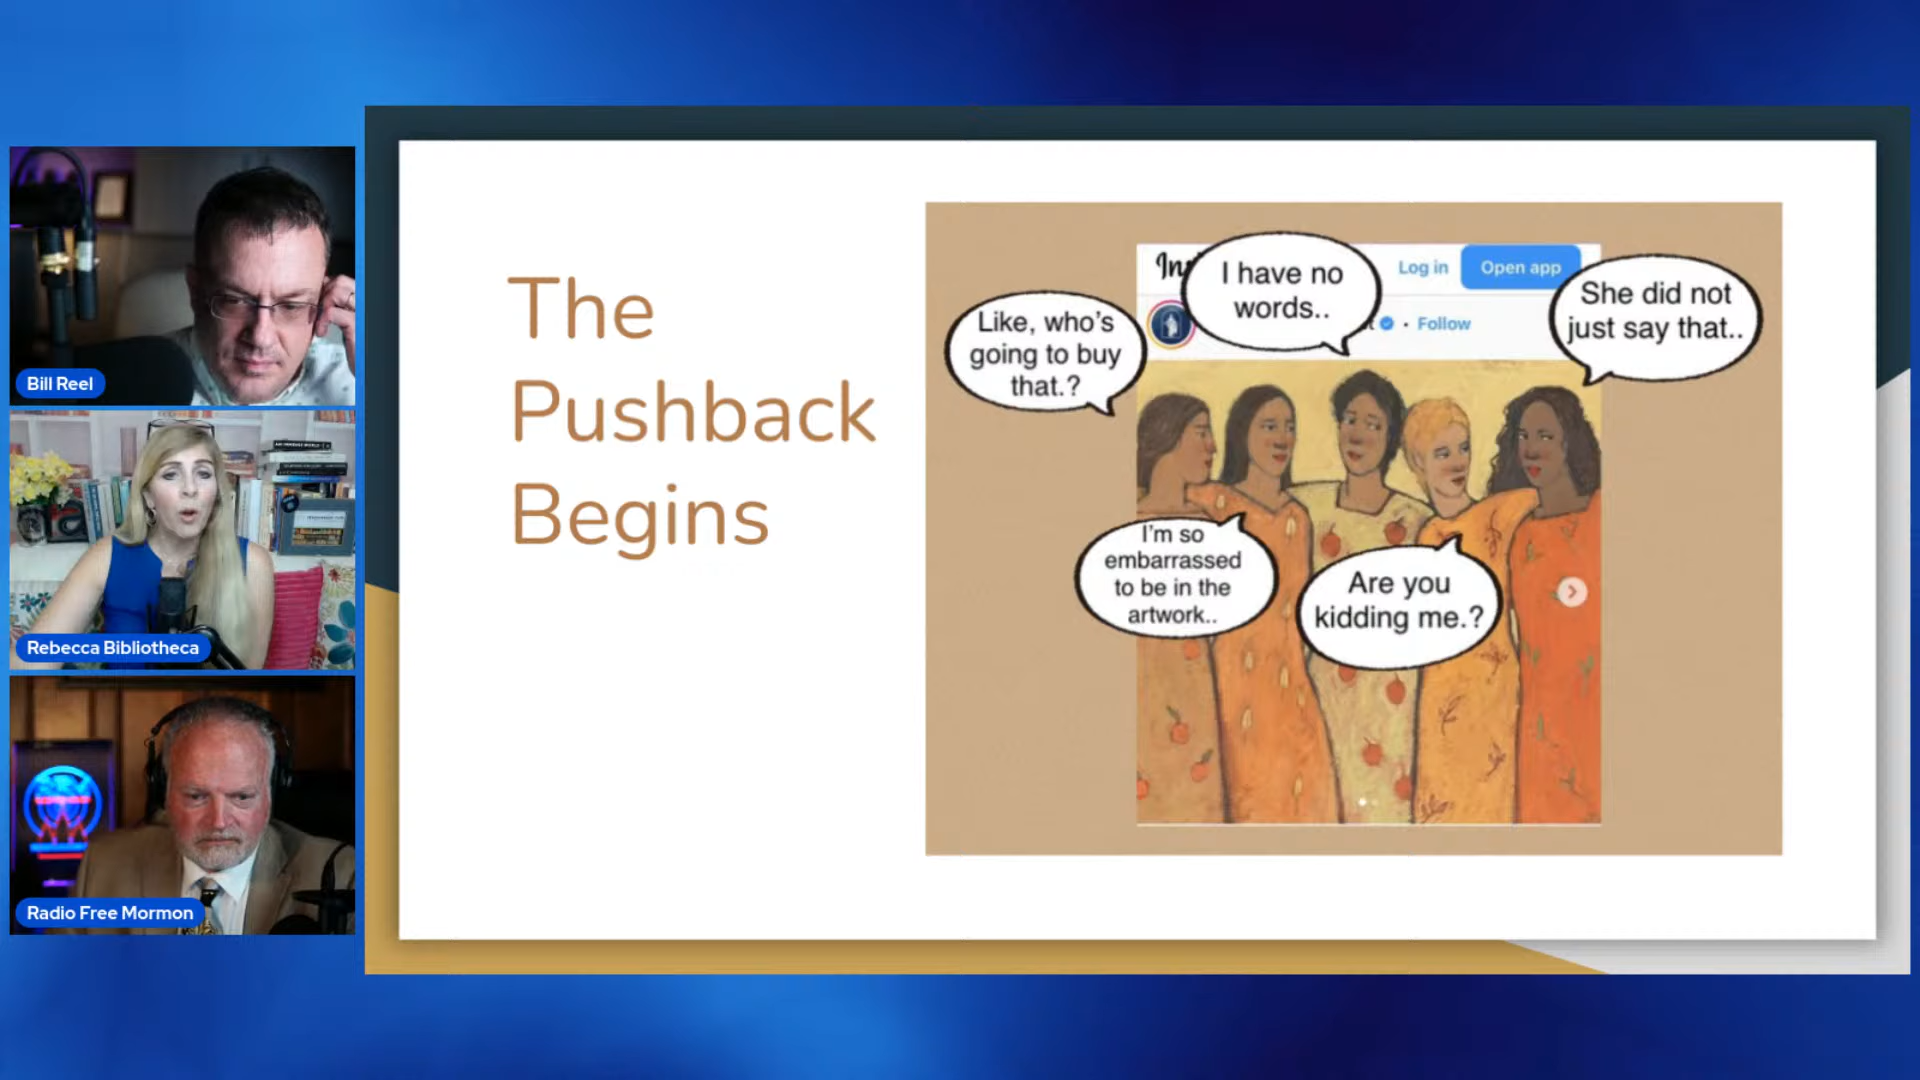 The
Pushback
Begins
Like, who's
going to buy
that.?
I have no
words..
She did not
just say that..
Log in
Open app
Follow
I'm so
embarrassed
to be in the
artwork..
Are you
kidding me.?
Bill Reel
Rebecca Bibliotheca
Radio Free Mormon